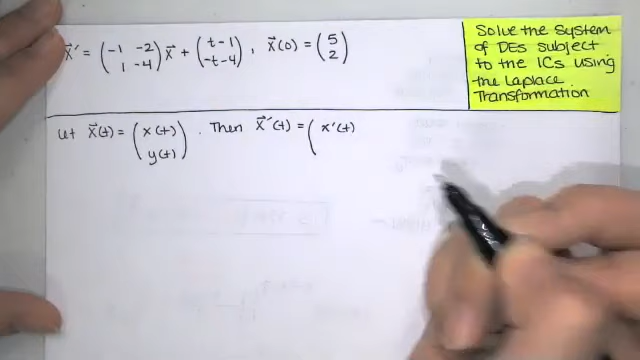 x⃗' = (-1 -2; 1 -4) x⃗ + (t-1; -t-4), x⃗(0) = (5; 2)
Solve the System
of DEs subject
to the ICs using
the Laplace
Transformation
Let x⃗(t) = (x(t); y(t)). Then x⃗'(t) = ( x'(t)